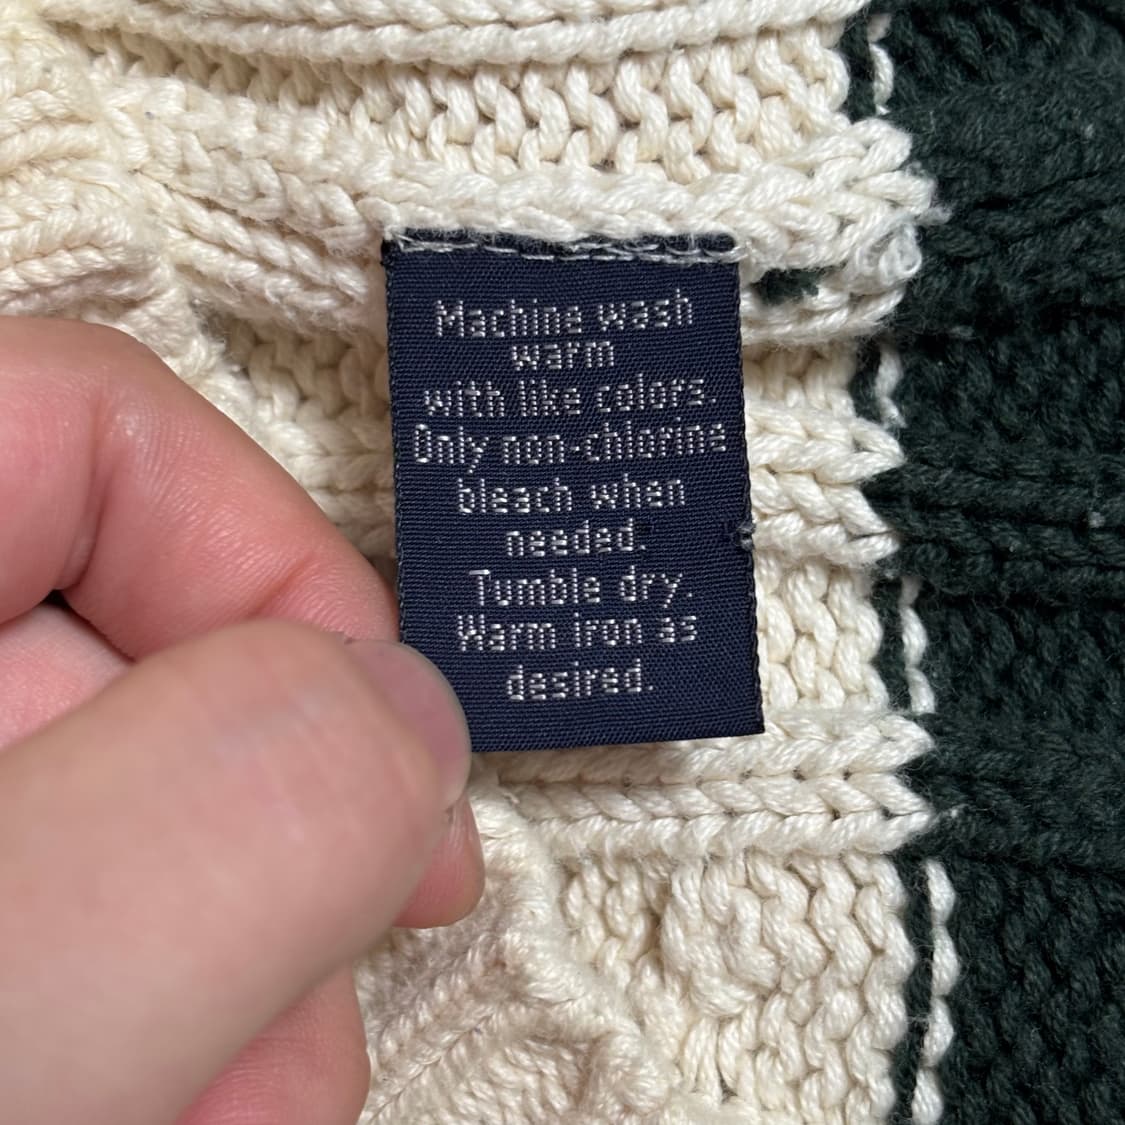 Machine wash
warm
with like colors.
Only non-chlorine
bleach when
needed.
Tumble dry.
Warm iron as
desired.